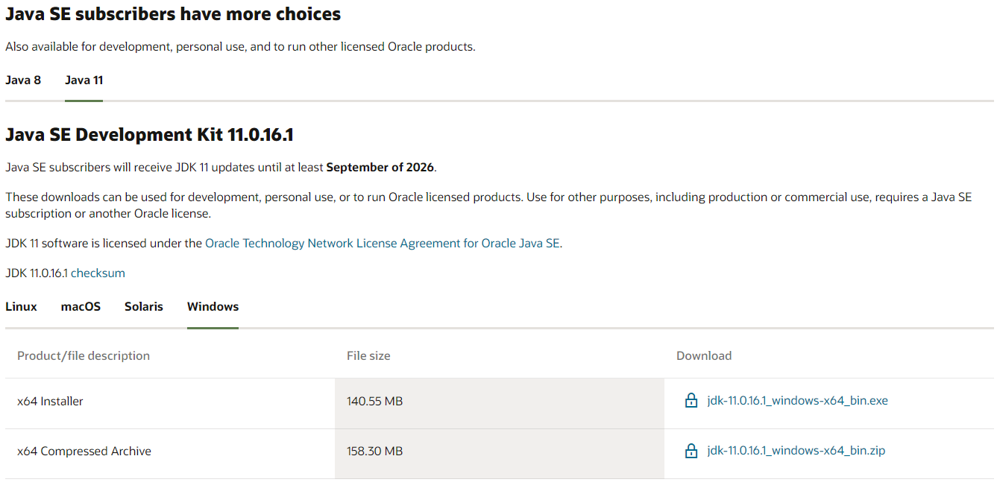 Java SE subscribers have more choices
Also available for development, personal use, and to run other licensed Oracle products.
Java 8 Java 11
Java SE Development Kit 11.0.16.1
Java SE subscribers will receive JDK 11 updates until at least September of 2026.
These downloads can be used for development, personal use, or to run Oracle licensed products. Use for other purposes, including production or commercial use, requires a Java SE
subscription or another Oracle license.
JDK 11 software is licensed under the Oracle Technology Network License Agreement for Oracle Java SE.
JDK 11.0.16.1 checksum
Linux macOS Solaris Windows
Product/file description File size Download
x64 Installer 140.55 MB jdk-11.0.16.1_windows-x64_bin.exe
x64 Compressed Archive 158.30 MB jdk-11.0.16.1_windows-x64_bin.zip